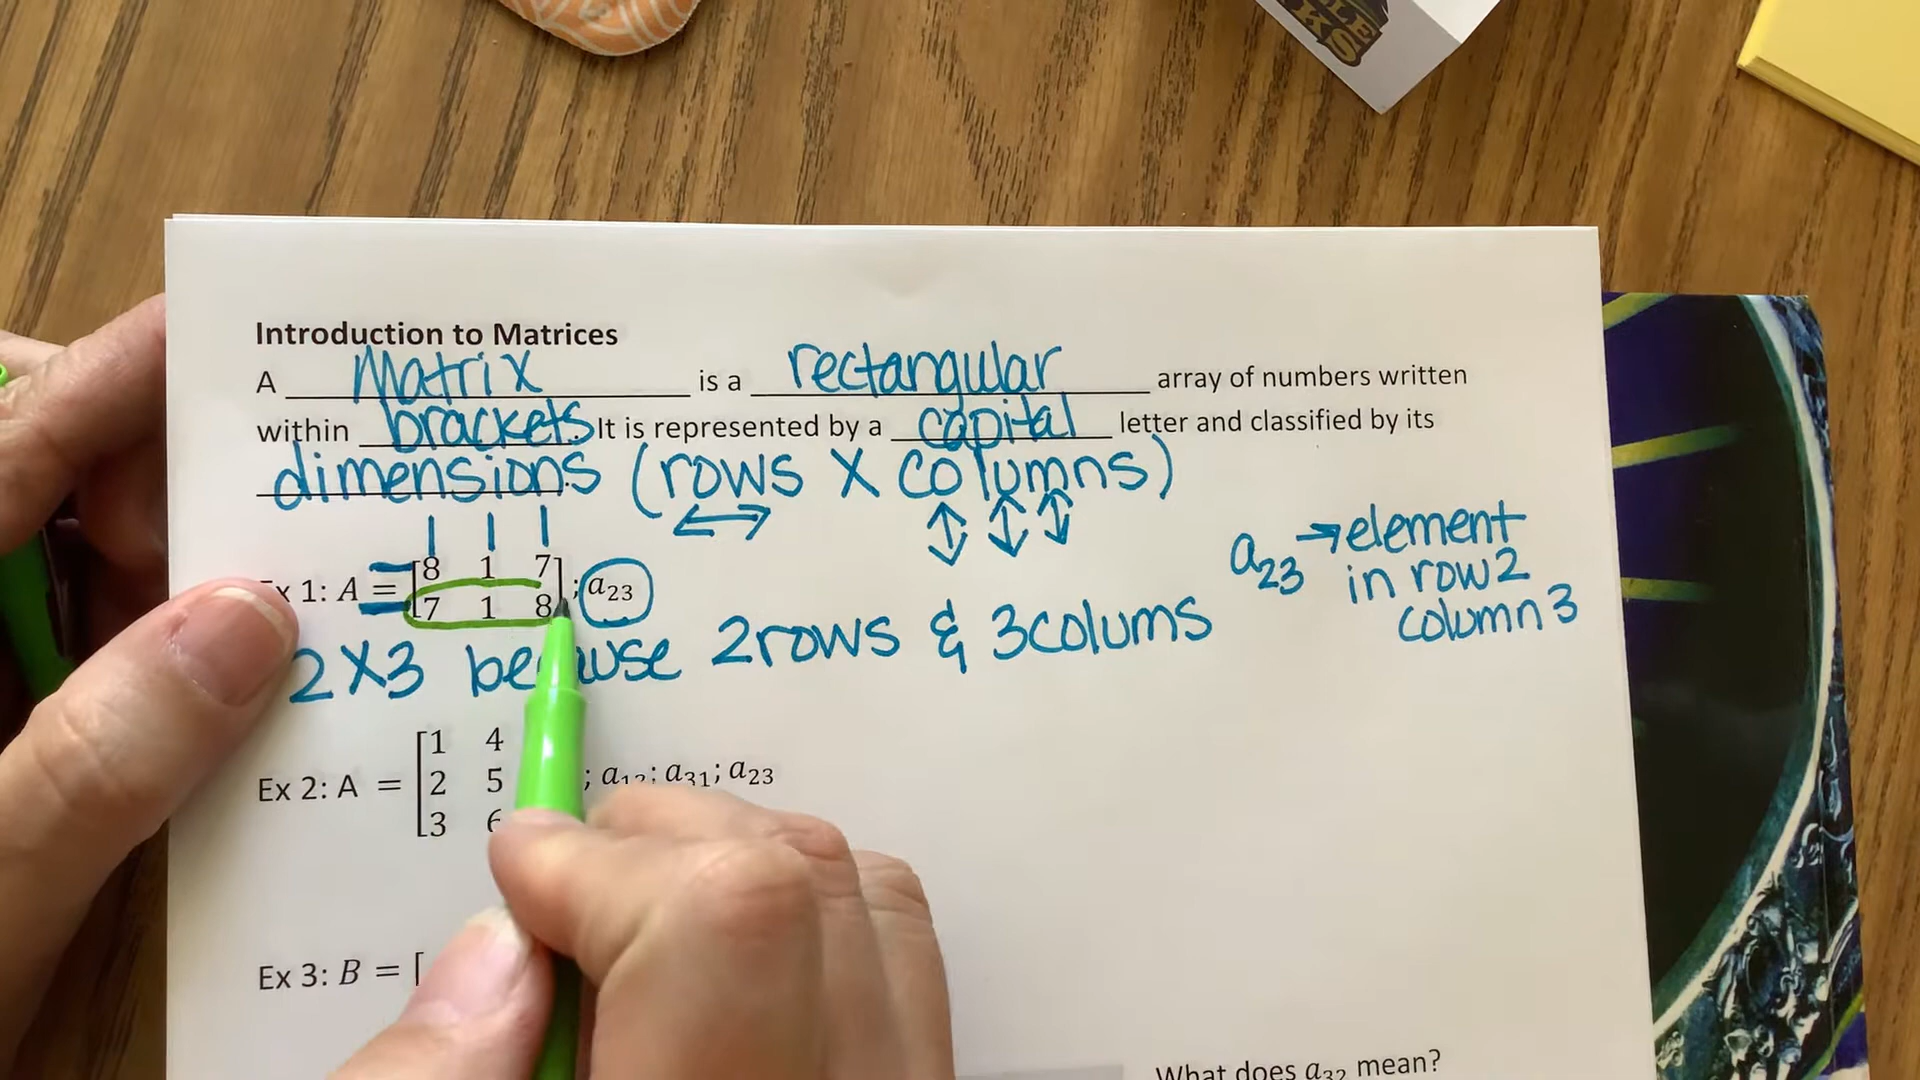 Introduction to Matrices
A Matrix is a rectangular array of numbers written
within brackets. It is represented by a capital letter and classified by its
dimensions (rows X columns)
a23 → element
in row 2
column 3
x 1: A = [8 1 7
7 1 8] ; a23
2X3 because 2rows & 3colums
Ex 2: A = [1 4
2 5
3 6 ; a12; a31; a23
Ex 3: B = [
What does a32 mean?